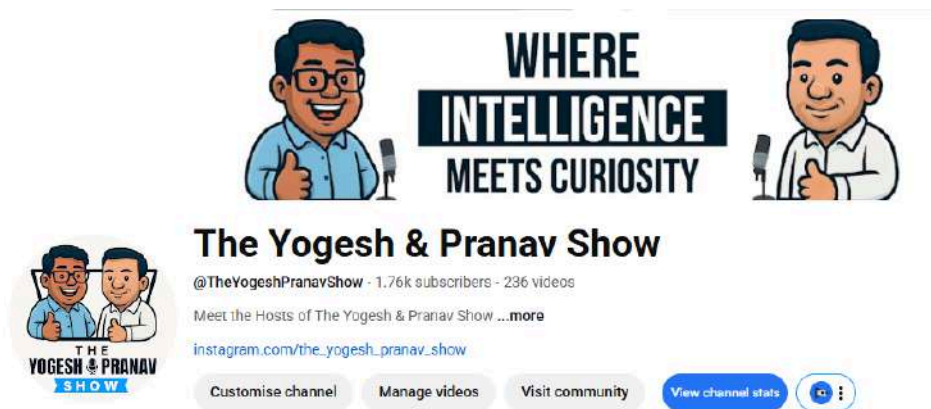 WHERE
INTELLIGENCE
MEETS CURIOSITY
The Yogesh & Pranav Show
@TheYogeshPranavShow · 1.76k subscribers · 236 videos
Meet the Hosts of The Yogesh & Pranav Show ...more
instagram.com/the_yogesh_pranav_show
THE
YOGESH PRANAV
SHOW
Customise channel
Manage videos
Visit community
View channel stats